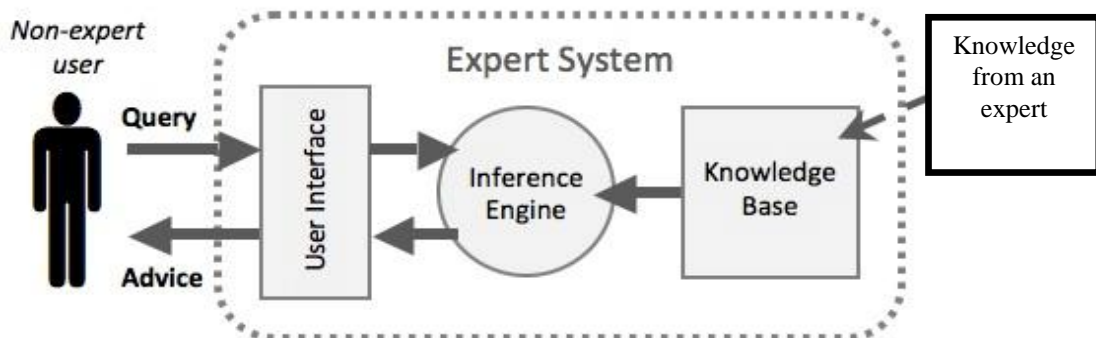 Non-expert
user
Query
Advice
Expert System
User Interface
Inference
Engine
Knowledge
Base
Knowledge
from an
expert